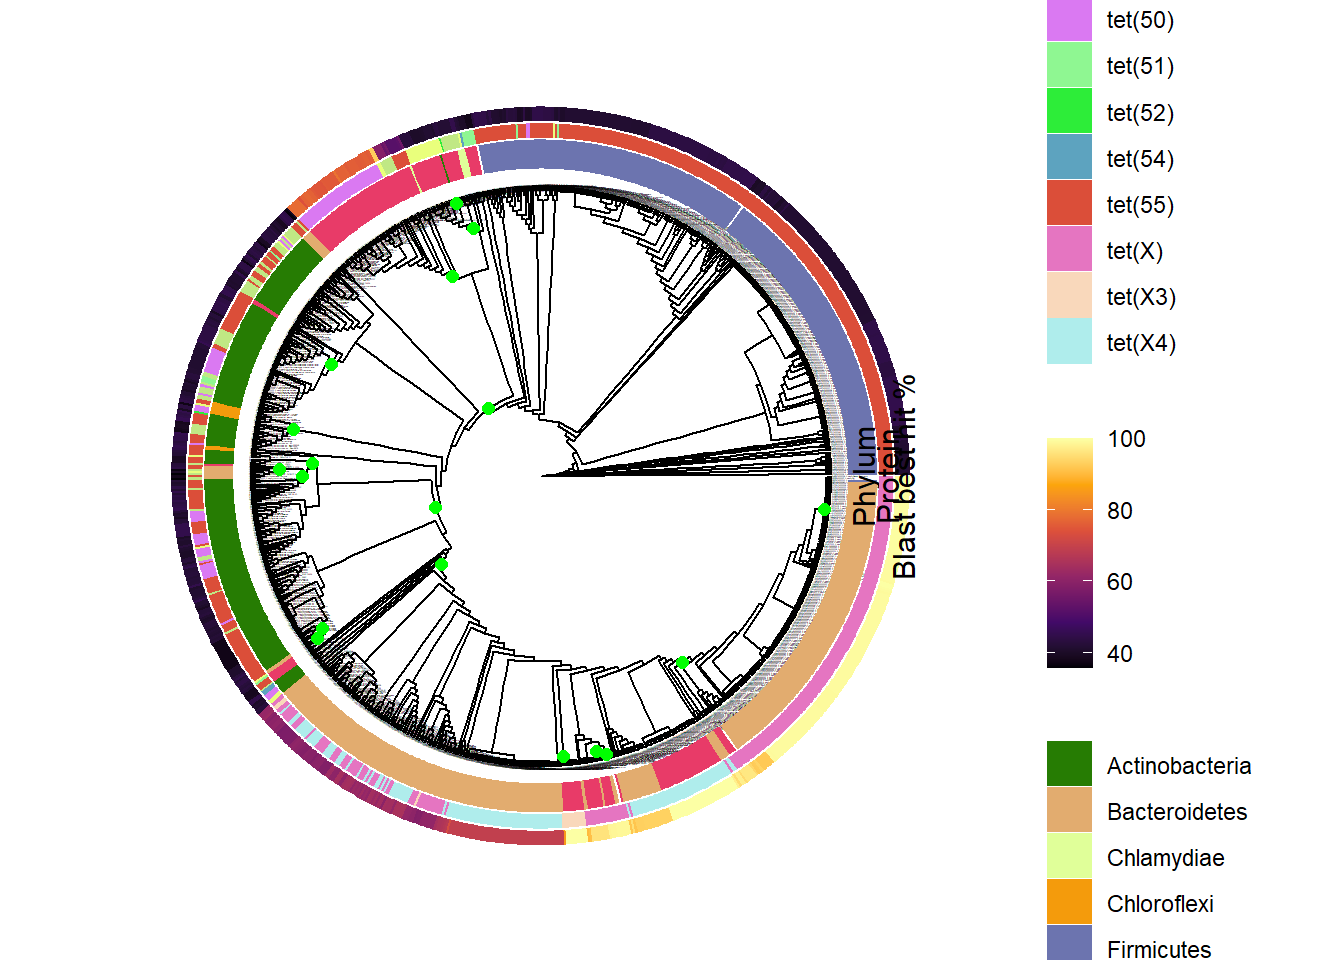 tet(50)
tet(51)
tet(52)
tet(54)
tet(55)
tet(X)
tet(X3)
tet(X4)
Phylum
Protein
Blast best hit %
100
80
60
40
Actinobacteria
Bacteroidetes
Chlamydiae
Chloroflexi
Firmicutes